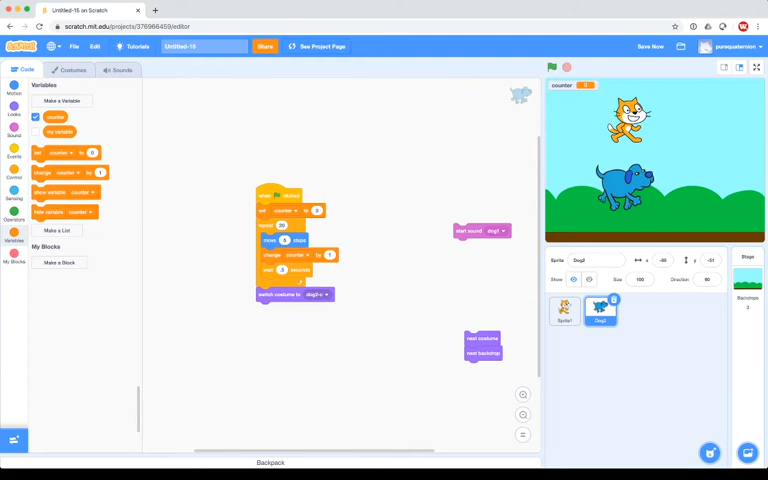 Untitled-15 on Scratch
scratch.mit.edu/projects/376966459/editor
SCRATCH
File
Edit
Tutorials
Untitled-15
Share
See Project Page
Save Now
purequaternion
Code
Costumes
Sounds
Motion
Looks
Sound
Events
Control
Sensing
Operators
Variables
My Blocks
Variables
Make a Variable
counter
my variable
set counter to 0
change counter by 1
show variable counter
hide variable counter
Make a List
My Blocks
Make a Block
when clicked
set counter to 0
repeat 20
move 5 steps
change counter by 1
wait .5 seconds
switch costume to dog2-c
start sound dog1
next costume
next backdrop
Backpack
counter 0
Sprite
Dog2
x
y
-51
Show
Size
100
Direction
90
Sprite1
Dog2
Stage
Backdrops